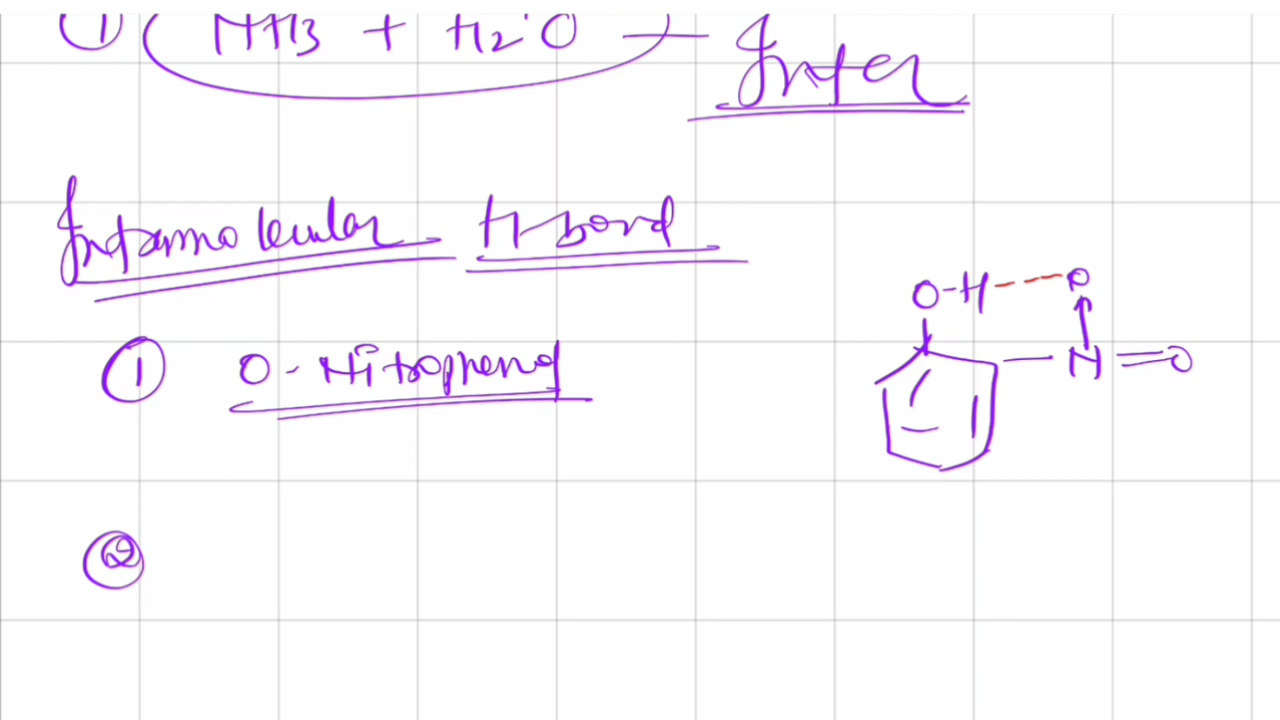 ① NH3 + H2O — Inter
Intramolecular H-bond
O-H---O
① O-Nitrophenol
N=O
②